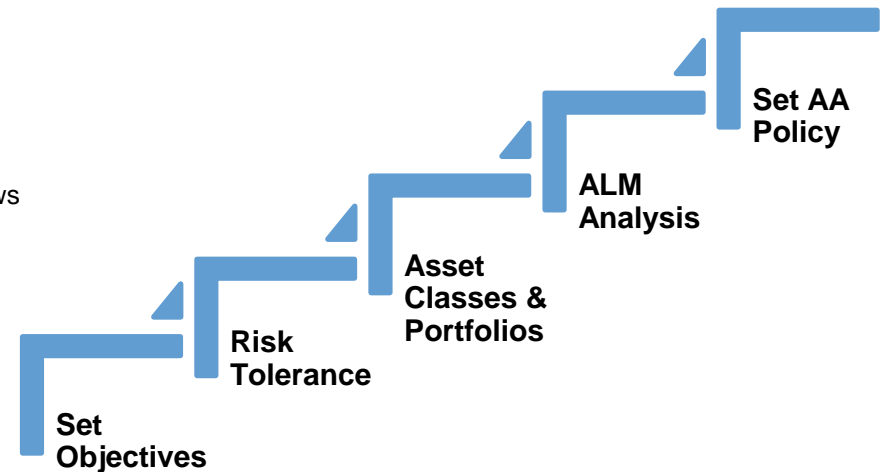 Set AA
Policy
ALM
Analysis
Asset
Classes &
Portfolios
Risk
Tolerance
Set
Objectives